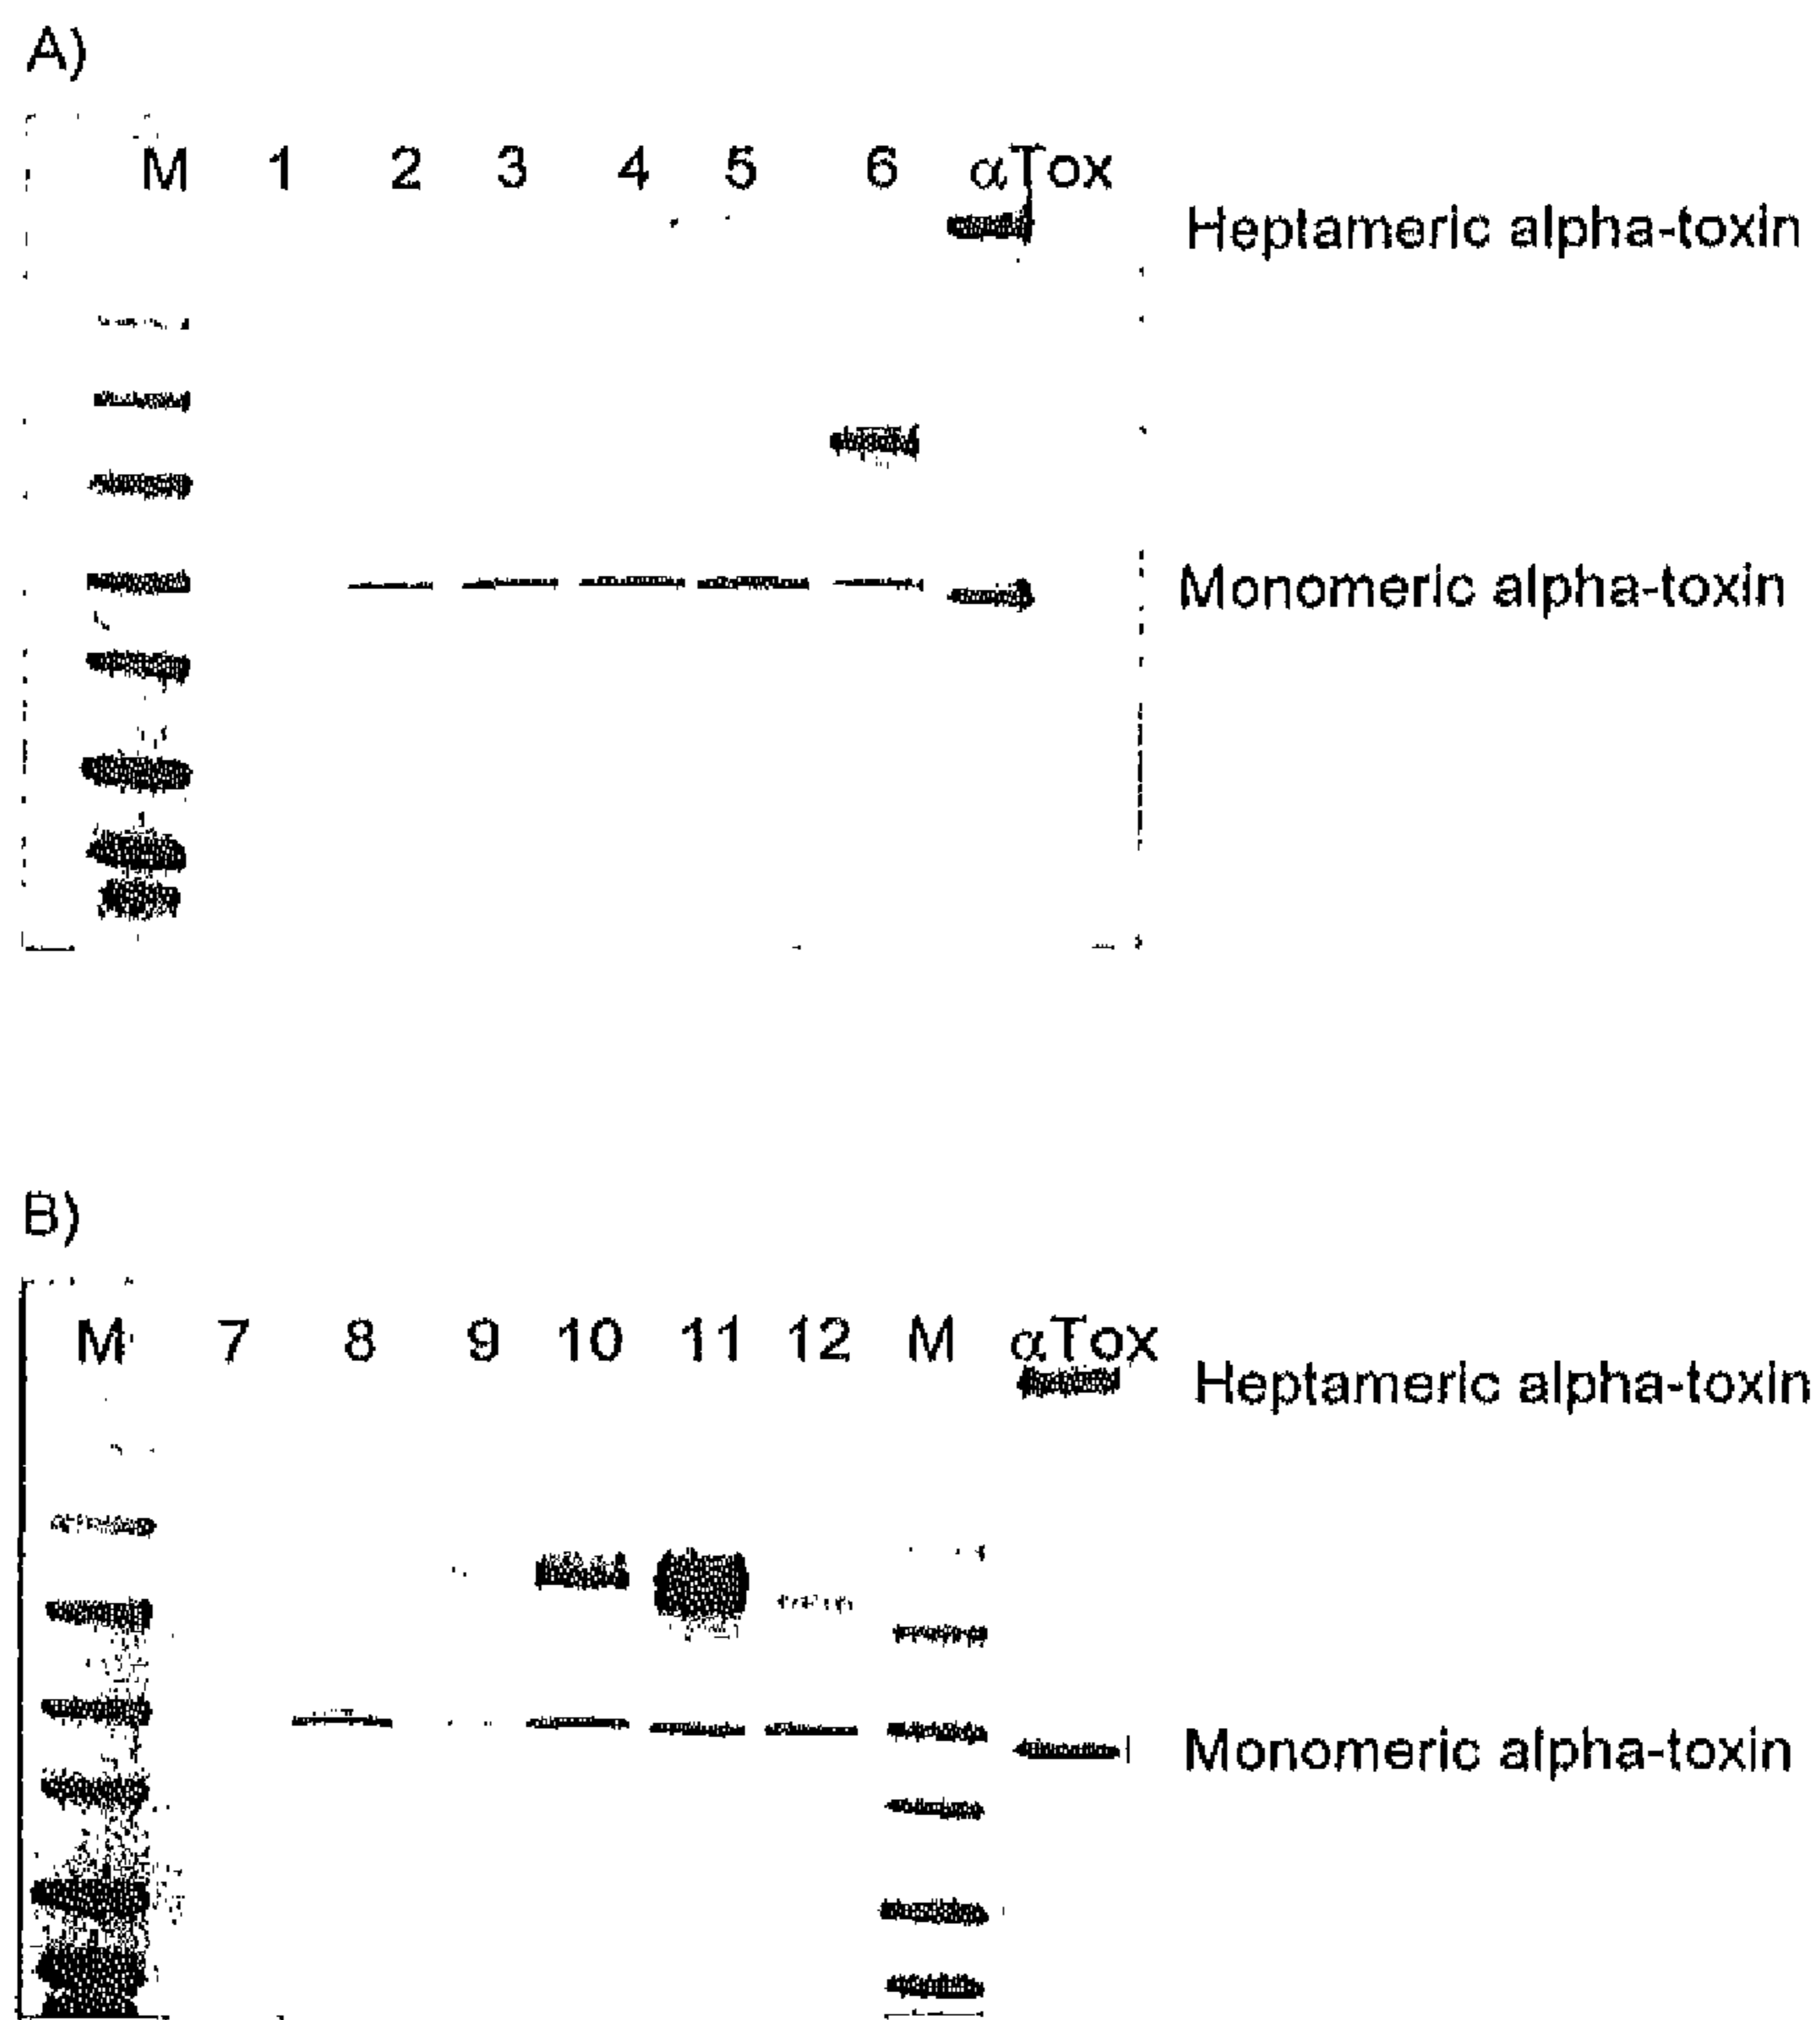 A)
M 1 2 3 4 5 6 αTox
Heptameric alpha-toxin
Monomeric alpha-toxin
B)
M 7 8 9 10 11 12 M αTox
Heptameric alpha-toxin
Monomeric alpha-toxin